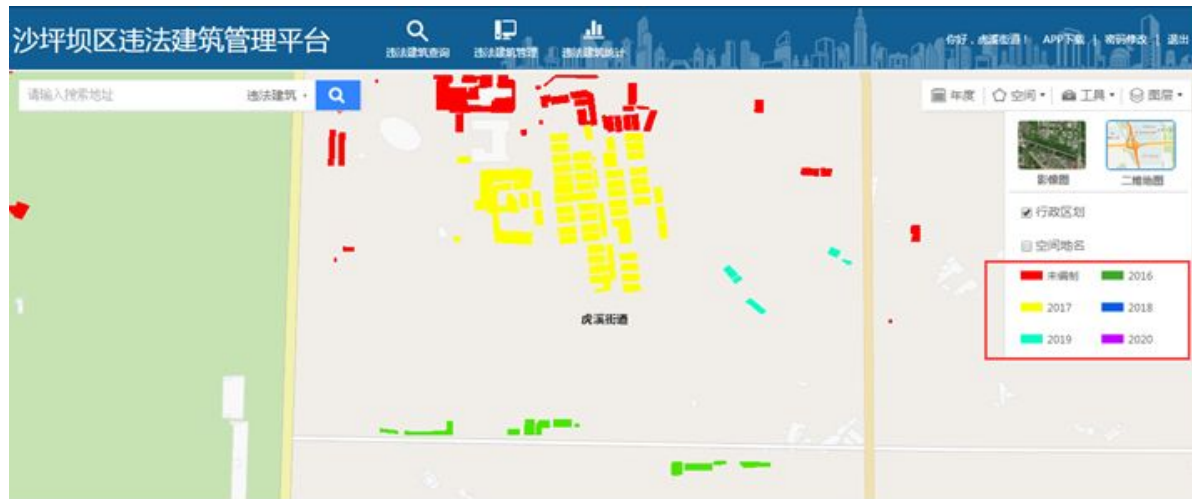 沙坪坝区违法建筑管理平台
违法建筑查询 违法建筑管理 违法建筑统计
你好，虎溪街道！ APP下载 | 密码修改 | 退出
请输入搜索地址 违法建筑
年度 空间 工具 图层
影像图 二维地图
行政区划
空间地名
未编制 2016
2017 2018
2019 2020
虎溪街道
1